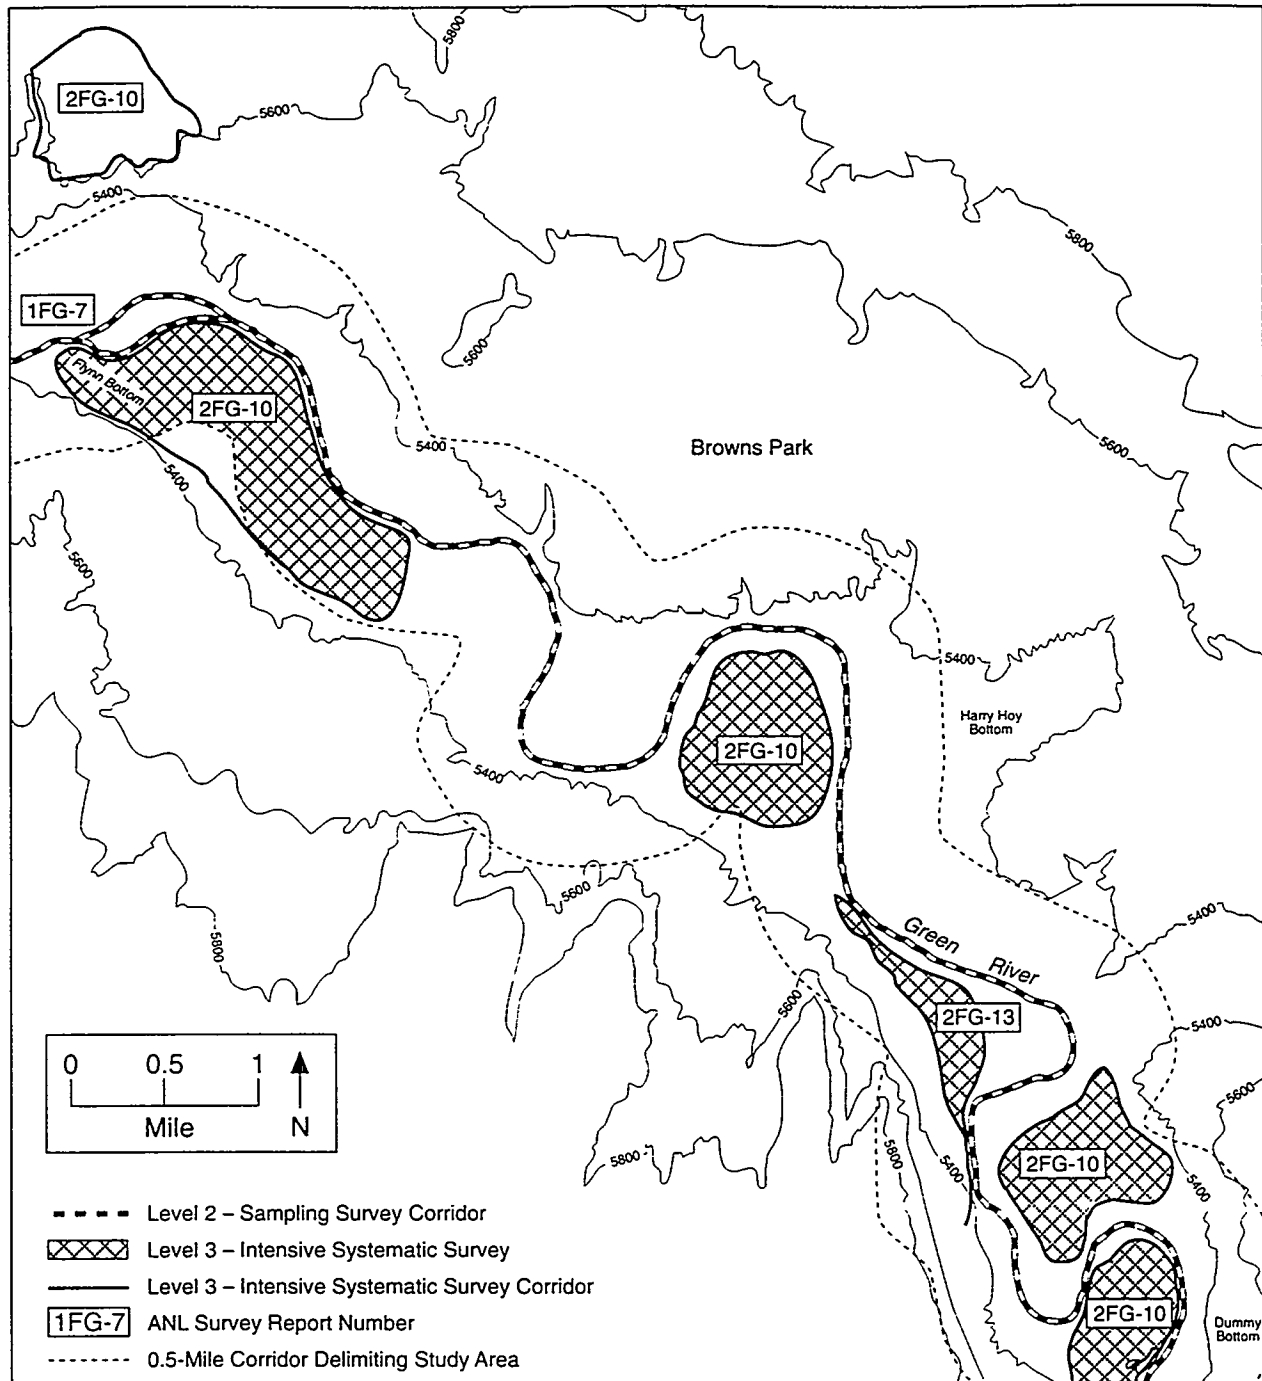 5800
2FG-10
5600
5400
5800
1FG-7
5600
Flynn Bottom
2FG-10
5400
Browns Park
5600
5400
5600
5400
Harry Hoy
Bottom
2FG-10
5400
5600
5400
5800
Green
River
2FG-13
5600
5400
5600
2FG-10
5800
5800
5400
5400
2FG-10
Dummy
Bottom
0 0.5 1
Mile N
Level 2 – Sampling Survey Corridor
Level 3 – Intensive Systematic Survey
Level 3 – Intensive Systematic Survey Corridor
1FG-7 ANL Survey Report Number
0.5-Mile Corridor Delimiting Study Area